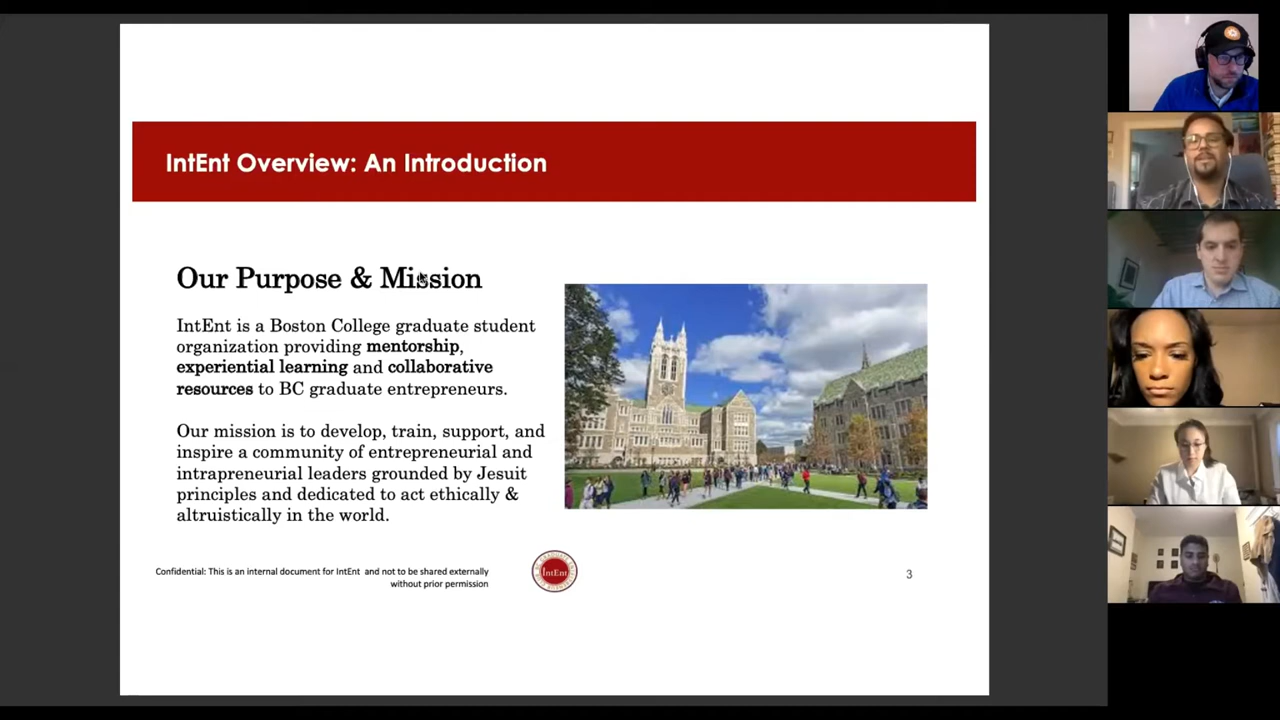 IntEnt Overview: An Introduction
Our Purpose & Mission
IntEnt is a Boston College graduate student
organization providing mentorship,
experiential learning and collaborative
resources to BC graduate entrepreneurs.
Our mission is to develop, train, support, and
inspire a community of entrepreneurial and
intrapreneurial leaders grounded by Jesuit
principles and dedicated to act ethically &
altruistically in the world.
Confidential: This is an internal document for IntEnt and not to be shared externally
without prior permission
IntEnt
3